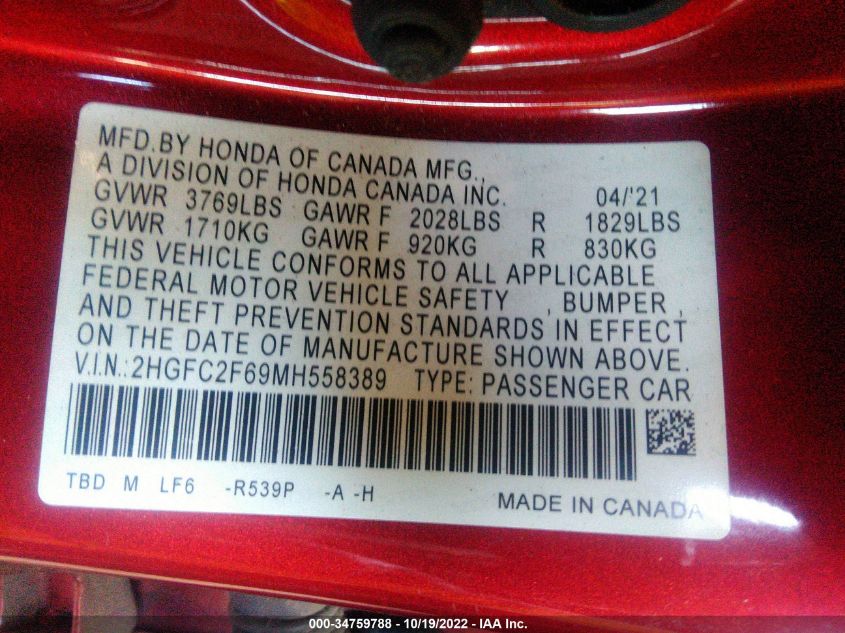 MFD.BY HONDA OF CANADA MFG.,
A DIVISION OF HONDA CANADA INC. 04/'21
GVWR 3769LBS GAWR F 2028LBS R 1829LBS
GVWR 1710KG GAWR F 920KG R 830KG
THIS VEHICLE CONFORMS TO ALL APPLICABLE
FEDERAL MOTOR VEHICLE SAFETY , BUMPER ,
AND THEFT PREVENTION STANDARDS IN EFFECT
ON THE DATE OF MANUFACTURE SHOWN ABOVE.
V.I.N.:2HGFC2F69MH558389 TYPE: PASSENGER CAR
TBD M LF6 -R539P -A -H MADE IN CANADA
000-34759788 - 10/19/2022 - IAA Inc.